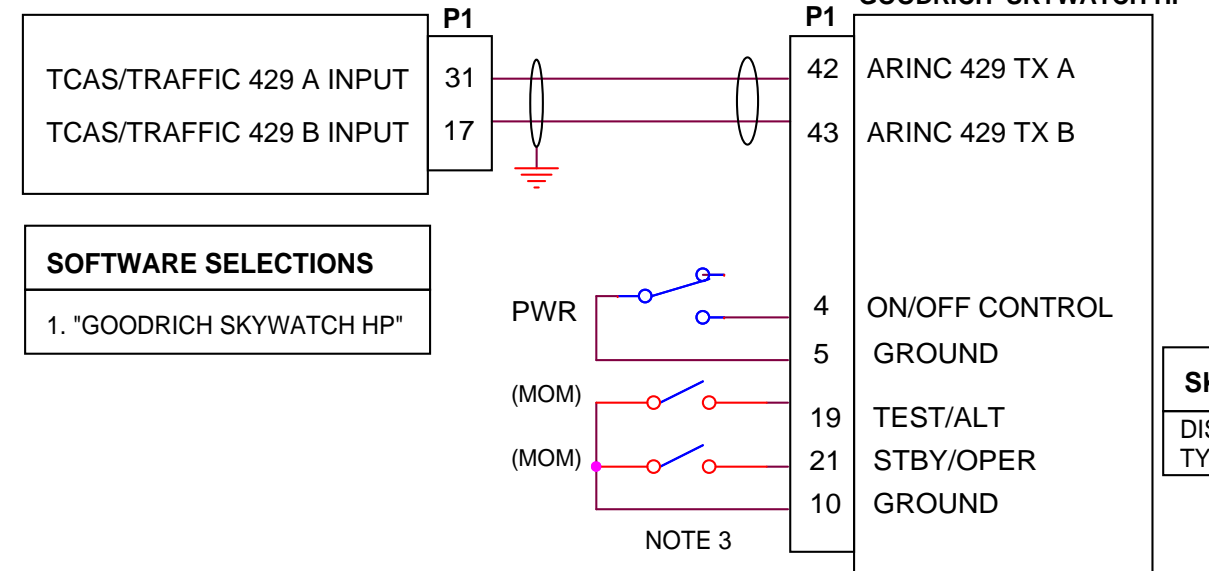 P1
P1
TCAS/TRAFFIC 429 A INPUT 31
42 ARINC 429 TX A
TCAS/TRAFFIC 429 B INPUT 17
43 ARINC 429 TX B
SOFTWARE SELECTIONS
1. "GOODRICH SKYWATCH HP"
PWR
4 ON/OFF CONTROL
5 GROUND
(MOM)
19 TEST/ALT
(MOM)
21 STBY/OPER
10 GROUND
NOTE 3